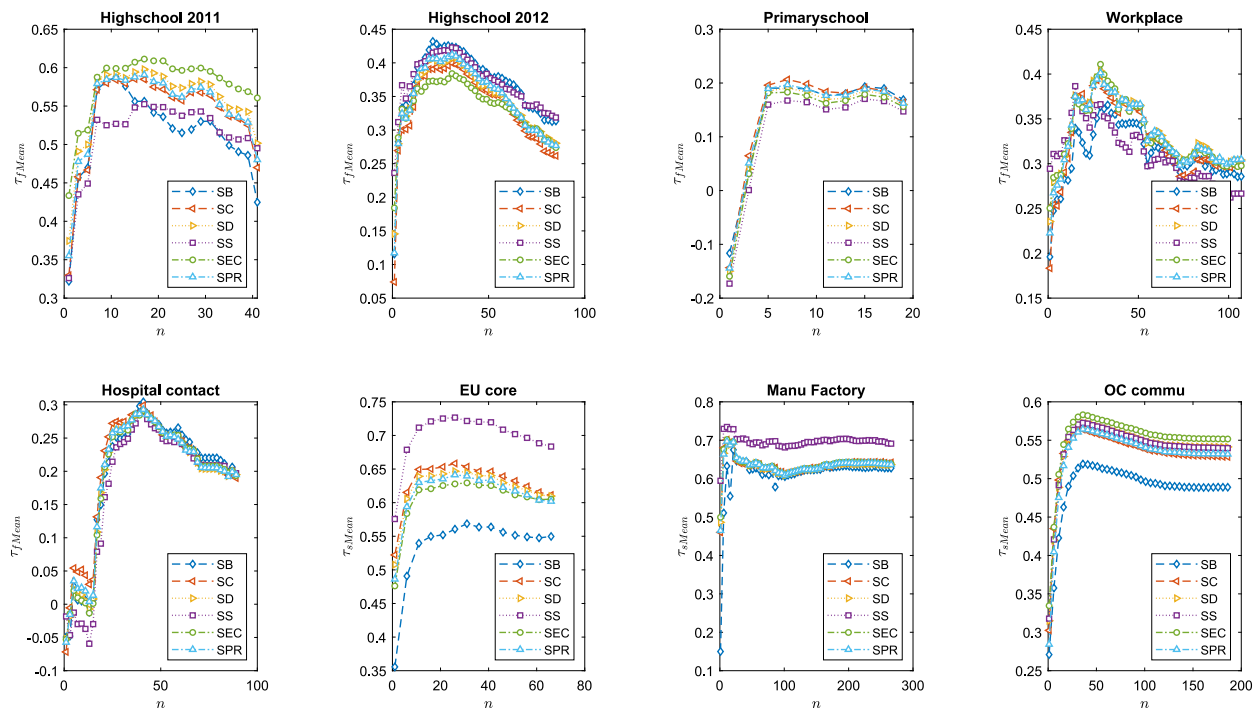 Highschool 2011
0.65
0.6
0.55
0.5
0.45
0.4
0.35
0.3
0 10 20 30 40
τfMean
n
SB
SC
SD
SS
SEC
SPR
Highschool 2012
0.45
0.4
0.35
0.3
0.25
0.2
0.15
0.1
0.05
0 50 100
τfMean
n
SB
SC
SD
SS
SEC
SPR
Primaryschool
0.3
0.2
0.1
0
-0.1
-0.2
0 5 10 15 20
τfMean
n
SB
SC
SD
SS
SEC
SPR
Workplace
0.45
0.4
0.35
0.3
0.25
0.2
0.15
0 50 100
τfMean
n
SB
SC
SD
SS
SEC
SPR
Hospital contact
0.3
0.25
0.2
0.15
0.1
0.05
0
-0.05
-0.1
0 50 100
τfMean
n
SB
SC
SD
SS
SEC
SPR
EU core
0.75
0.7
0.65
0.6
0.55
0.5
0.45
0.4
0.35
0 20 40 60 80
τsMean
n
SB
SC
SD
SS
SEC
SPR
Manu Factory
0.8
0.7
0.6
0.5
0.4
0.3
0.2
0.1
0 100 200 300
τsMean
n
SB
SC
SD
SS
SEC
SPR
OC commu
0.6
0.55
0.5
0.45
0.4
0.35
0.3
0.25
0 50 100 150 200
τsMean
n
SB
SC
SD
SS
SEC
SPR